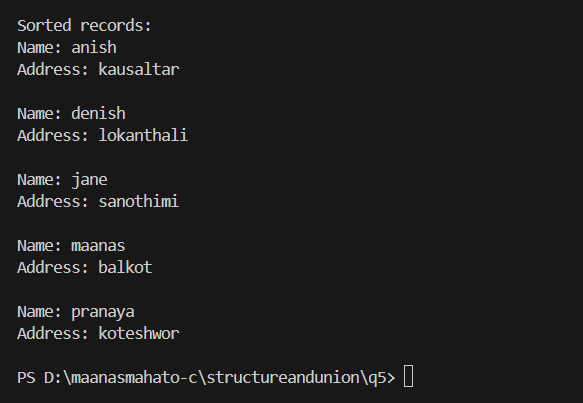 Sorted records:
Name: anish
Address: kausaltar
Name: denish
Address: lokanthali
Name: jane
Address: sanothimi
Name: maanas
Address: balkot
Name: pranaya
Address: koteshwor
PS D:\maanasmahato-c\structureandunion\q5>